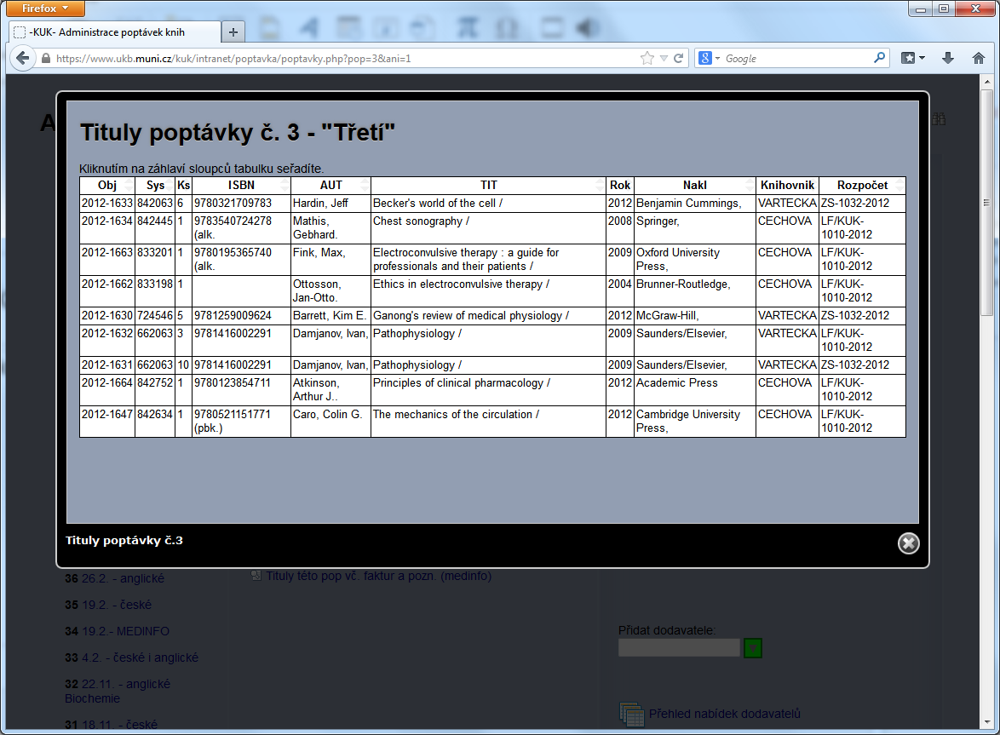 Firefox
-KUK- Administrace poptávek knih
https://www.ukb.muni.cz/kuk/intranet/poptavka/poptavky.php?pop=3&ani=1
Google
A
Tituly poptávky č. 3 - "Třetí"
Kliknutím na záhlaví sloupců tabulku seřadíte.
Obj Sys Ks ISBN AUT TIT Rok Nakl Knihovnik Rozpočet
2012-1633 842063 6 9780321709783 Hardin, Jeff Becker's world of the cell / 2012 Benjamin Cummings, VARTECKA ZS-1032-2012
2012-1634 842445 1 9783540724278 Mathis, Chest sonography / 2008 Springer, CECHOVA LF/KUK-
(alk. Gebhard. 1010-2012
2012-1663 833201 1 9780195365740 Fink, Max, Electroconvulsive therapy : a guide for 2009 Oxford University CECHOVA LF/KUK-
(alk. professionals and their patients / Press, 1010-2012
2012-1662 833198 1 Ottosson, Ethics in electroconvulsive therapy / 2004 Brunner-Routledge, CECHOVA LF/KUK-
Jan-Otto. 1010-2012
2012-1630 724546 5 9781259009624 Barrett, Kim E. Ganong's review of medical physiology / 2012 McGraw-Hill, VARTECKA ZS-1032-2012
2012-1632 662063 3 9781416002291 Damjanov, Ivan, Pathophysiology / 2009 Saunders/Elsevier, VARTECKA LF/KUK-
1010-2012
2012-1631 662063 10 9781416002291 Damjanov, Ivan, Pathophysiology / 2009 Saunders/Elsevier, VARTECKA ZS-1032-2012
2012-1664 842752 1 9780123854711 Atkinson, Principles of clinical pharmacology / 2012 Academic Press CECHOVA LF/KUK-
Arthur J.. 1010-2012
2012-1647 842634 1 9780521151771 Caro, Colin G. The mechanics of the circulation / 2012 Cambridge University CECHOVA LF/KUK-
(pbk.) Press, 1010-2012
Tituly poptávky č.3
36 26.2. - anglické
Tituly této pop vč. faktur a pozn. (medinfo)
35 19.2. - české
34 19.2.- MEDINFO
Přidat dodavatele:
33 4.2. - české i anglické
32 22.11. - anglické
Biochemie
Přehled nabídek dodavatelů
31 18.11. - české